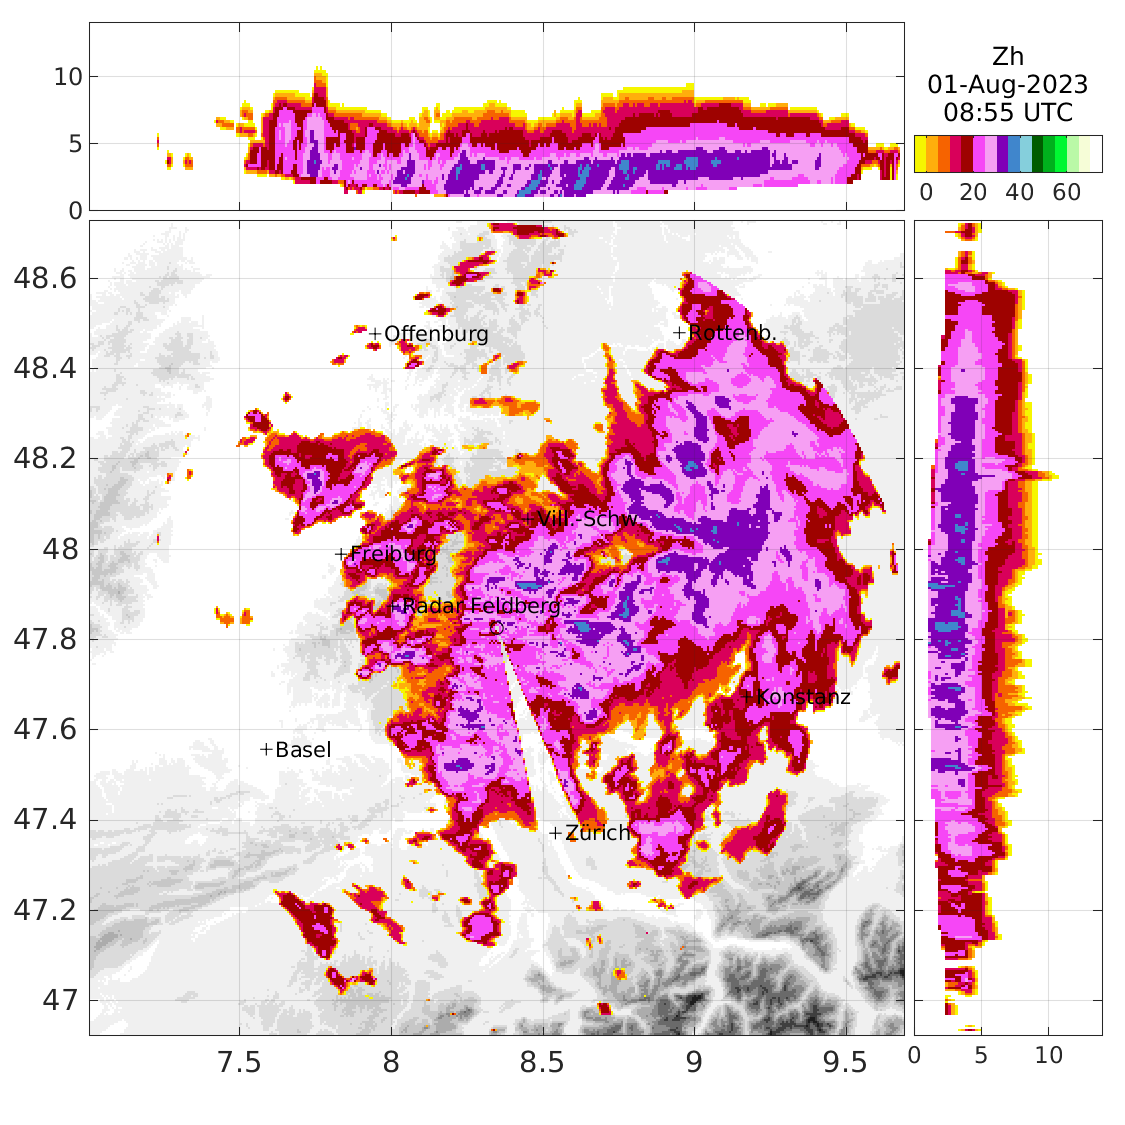 Zh
01-Aug-2023
08:55 UTC
0 20 40 60
10
5
0
48.6
48.4
48.2
48
47.8
47.6
47.4
47.2
47
+Offenburg
+Rottenb.
+Vill.-Schw.
+Freiburg
+Radar Feldberg
+Konstanz
+Basel
+Zürich
7.5 8 8.5 9 9.5
0 5 10